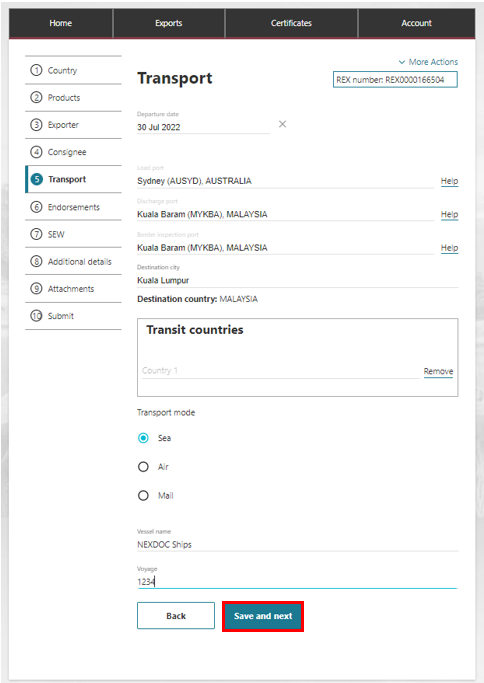 Home Exports Certificates Account
More Actions
REX number: REX0000166504
1 Country
2 Products
3 Exporter
4 Consignee
5 Transport
6 Endorsements
7 SEW
8 Additional details
9 Attachments
10 Submit
Transport
Departure date
30 Jul 2022
Load port
Sydney (AUSYD), AUSTRALIA Help
Discharge port
Kuala Baram (MYKBA), MALAYSIA Help
Border inspection port
Kuala Baram (MYKBA), MALAYSIA Help
Destination city
Kuala Lumpur
Destination country: MALAYSIA
Transit countries
Country 1 Remove
Transport mode
Sea
Air
Mail
Vessel name
NEXDOC Ships
Voyage
1234
Back Save and next